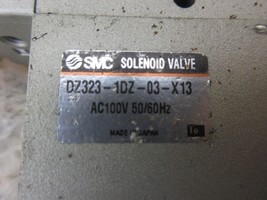 SMC SOLENOID VALVE
DZ323-1DZ-03-X13
AC100V 50/60Hz
MADE IN JAPAN